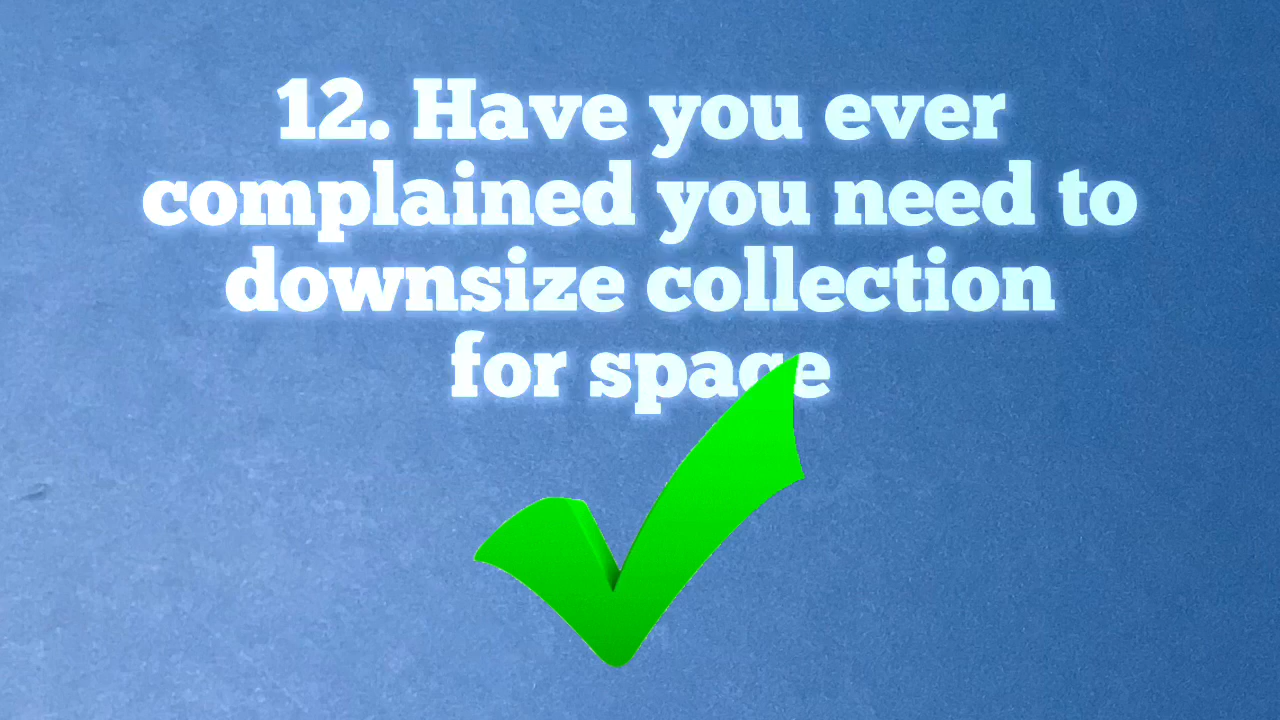 12. Have you ever
complained you need to
downsize collection
for space